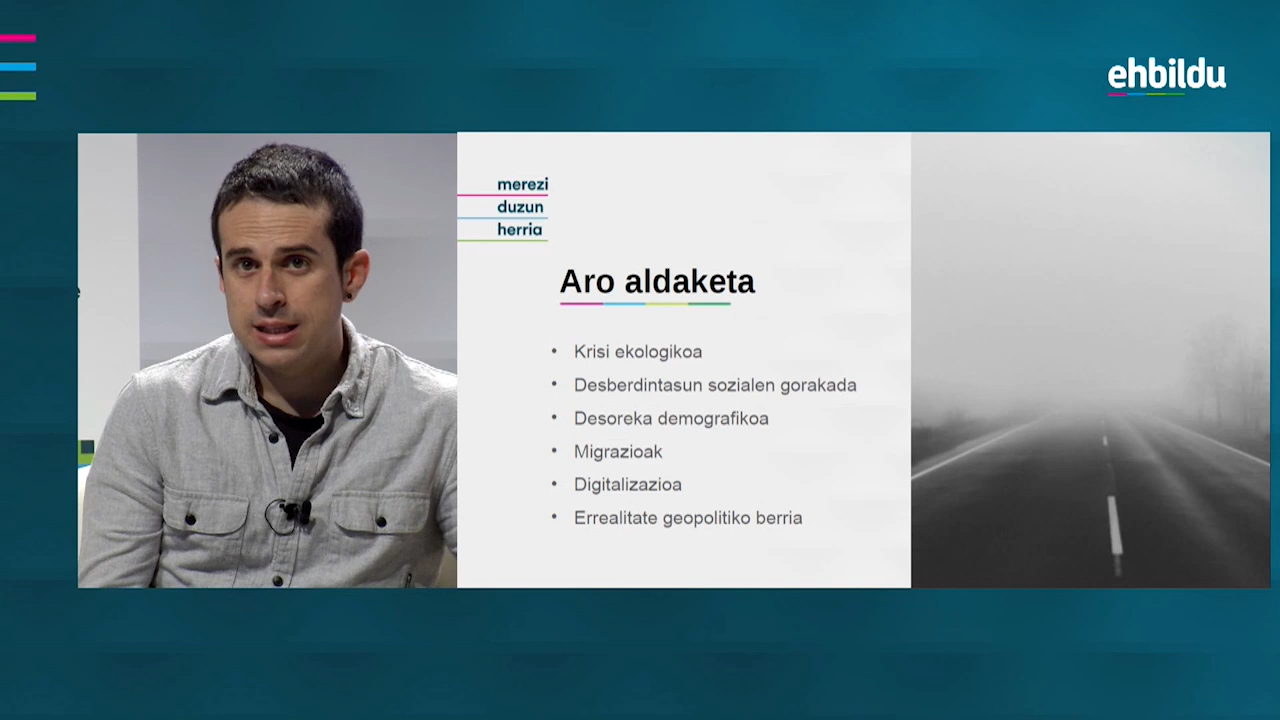 ehbildu
merezi
duzun
herria
Aro aldaketa
• Krisi ekologikoa
• Desberdintasun sozialen gorakada
• Desoreka demografikoa
• Migrazioak
• Digitalizazioa
• Errealitate geopolitiko berria